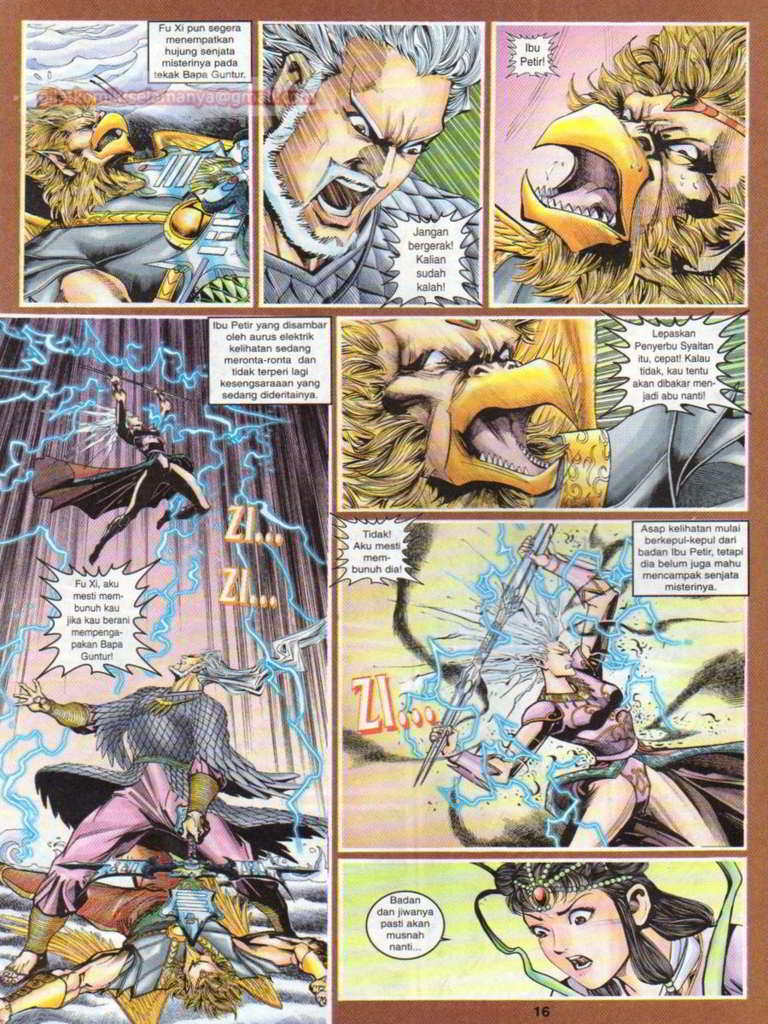 Fu Xi pun segera
menempatkan
hujung senjata
misterinya pada
tekak Bapa Guntur.
Jangan
bergerak!
Kalian
sudah
kalah!
Ibu
Petir!
Ibu Petir yang disambar
oleh aurus elektrik
kelihatan sedang
meronta-ronta dan
tidak terperi lagi
kesengsaraaan yang
sedang dideritainya.
ZI...
ZI...
Fu Xi, aku
mesti mem-
bunuh kau
jika kau berani
mempenga-
pakan Bapa
Guntur!
Lepaskan
Penyerbu Syaitan
itu, cepat! Kalau
tidak, kau tentu
akan dibakar men-
jadi abu nanti!
Tidak!
Aku mesti
mem-
bunuh dia!
Asap kelihatan mulai
berkepul-kepul dari
badan Ibu Petir, tetapi
dia belum juga mahu
mencampak senjata
misterinya.
ZI...
Badan
dan jiwanya
pasti akan
musnah
nanti...
16